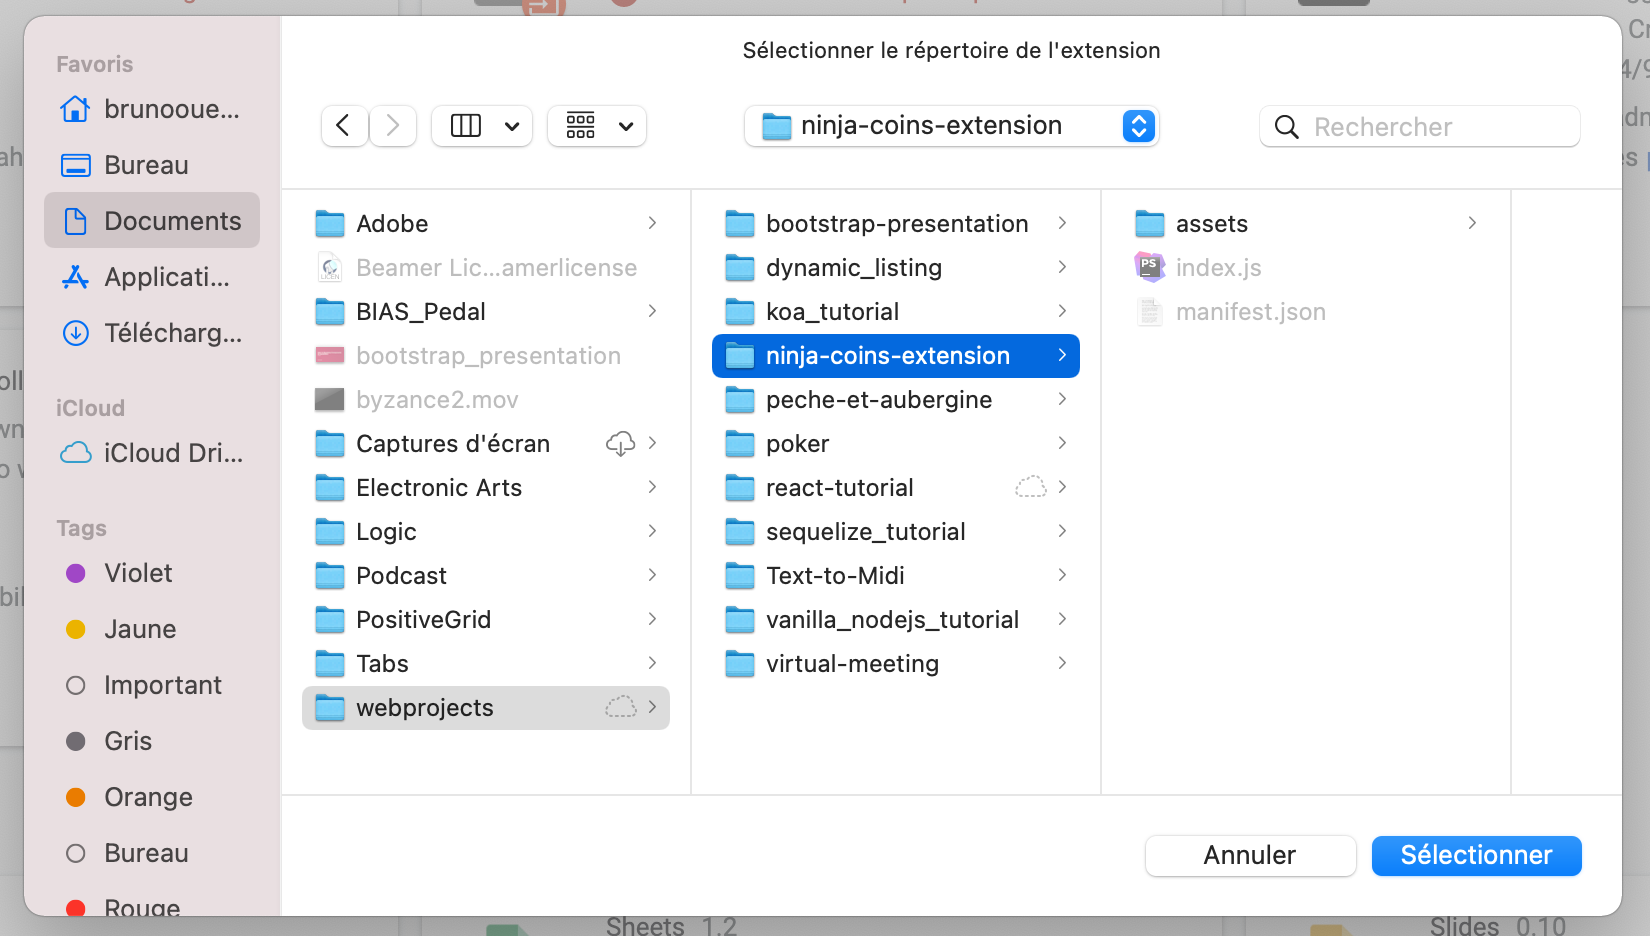 Sélectionner le répertoire de l'extension
Favoris
brunooue...
Bureau
Documents
Applicati...
Télécharg...
iCloud
iCloud Dri...
Tags
Violet
Jaune
Important
Gris
Orange
Bureau
Rouge
ninja-coins-extension
Rechercher
Adobe
Beamer Lic...amerlicense
BIAS_Pedal
bootstrap_presentation
byzance2.mov
Captures d'écran
Electronic Arts
Logic
Podcast
PositiveGrid
Tabs
webprojects
bootstrap-presentation
dynamic_listing
koa_tutorial
ninja-coins-extension
peche-et-aubergine
poker
react-tutorial
sequelize_tutorial
Text-to-Midi
vanilla_nodejs_tutorial
virtual-meeting
assets
PS
index.js
manifest.json
Annuler
Sélectionner
Sheets 1.2
Slides 0.10